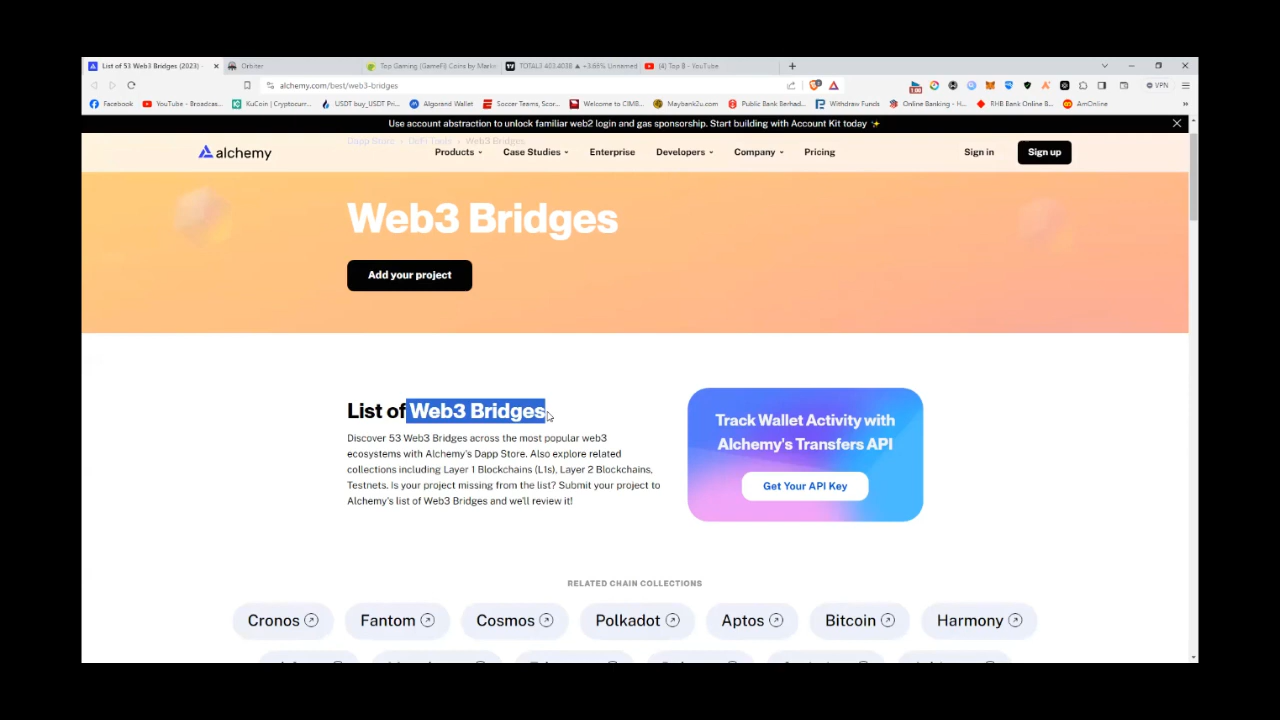 List of 53 Web3 Bridges (2023)
Orbiter
Top Gaming (GameFi) Coins by Mark
TOTAL3 403.403B ▲ +3.66% Unnamed
(4) Top 8 - YouTube
alchemy.com/best/web3-bridges
VPN
Facebook
YouTube - Broadcas...
KuCoin | Cryptocurr...
USDT buy_USDT Pri...
Algorand Wallet
Soccer Teams, Scor...
Welcome to CIMB...
Maybank2u.com
Public Bank Berhad...
Withdraw Funds
Online Banking - H...
RHB Bank Online B...
AmOnline
Use account abstraction to unlock familiar web2 login and gas sponsorship. Start building with Account Kit today ✨
alchemy
Products
Case Studies
Enterprise
Developers
Company
Pricing
Sign in
Sign up
Web3 Bridges
Web3 Bridges
Add your project
List of Web3 Bridges
Discover 53 Web3 Bridges across the most popular web3
ecosystems with Alchemy's Dapp Store. Also explore related
collections including Layer 1 Blockchains (L1s), Layer 2 Blockchains,
Testnets. Is your project missing from the list? Submit your project to
Alchemy's list of Web3 Bridges and we'll review it!
Track Wallet Activity with
Alchemy's Transfers API
Get Your API Key
RELATED CHAIN COLLECTIONS
Cronos
Fantom
Cosmos
Polkadot
Aptos
Bitcoin
Harmony